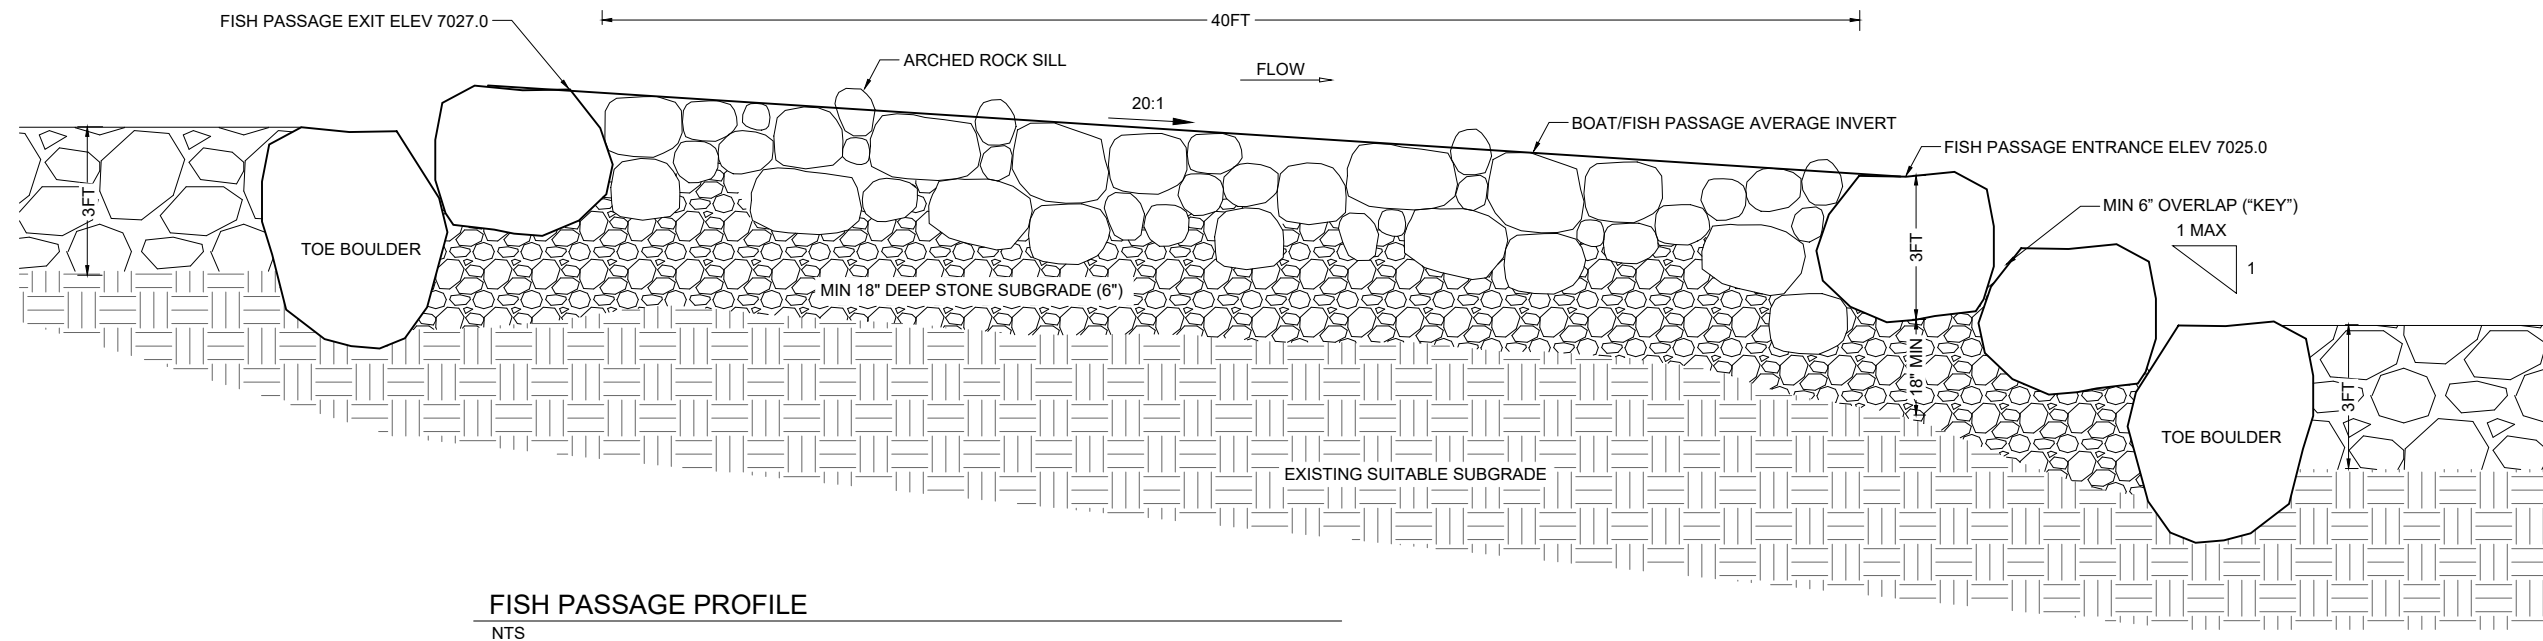 FISH PASSAGE EXIT ELEV 7027.0
40FT
ARCHED ROCK SILL
FLOW
20:1
BOAT/FISH PASSAGE AVERAGE INVERT
FISH PASSAGE ENTRANCE ELEV 7025.0
MIN 6” OVERLAP (“KEY”)
1 MAX
1
3FT
TOE BOULDER
3FT
MIN 18" DEEP STONE SUBGRADE (6")
18" MIN
3FT
TOE BOULDER
EXISTING SUITABLE SUBGRADE
FISH PASSAGE PROFILE
NTS